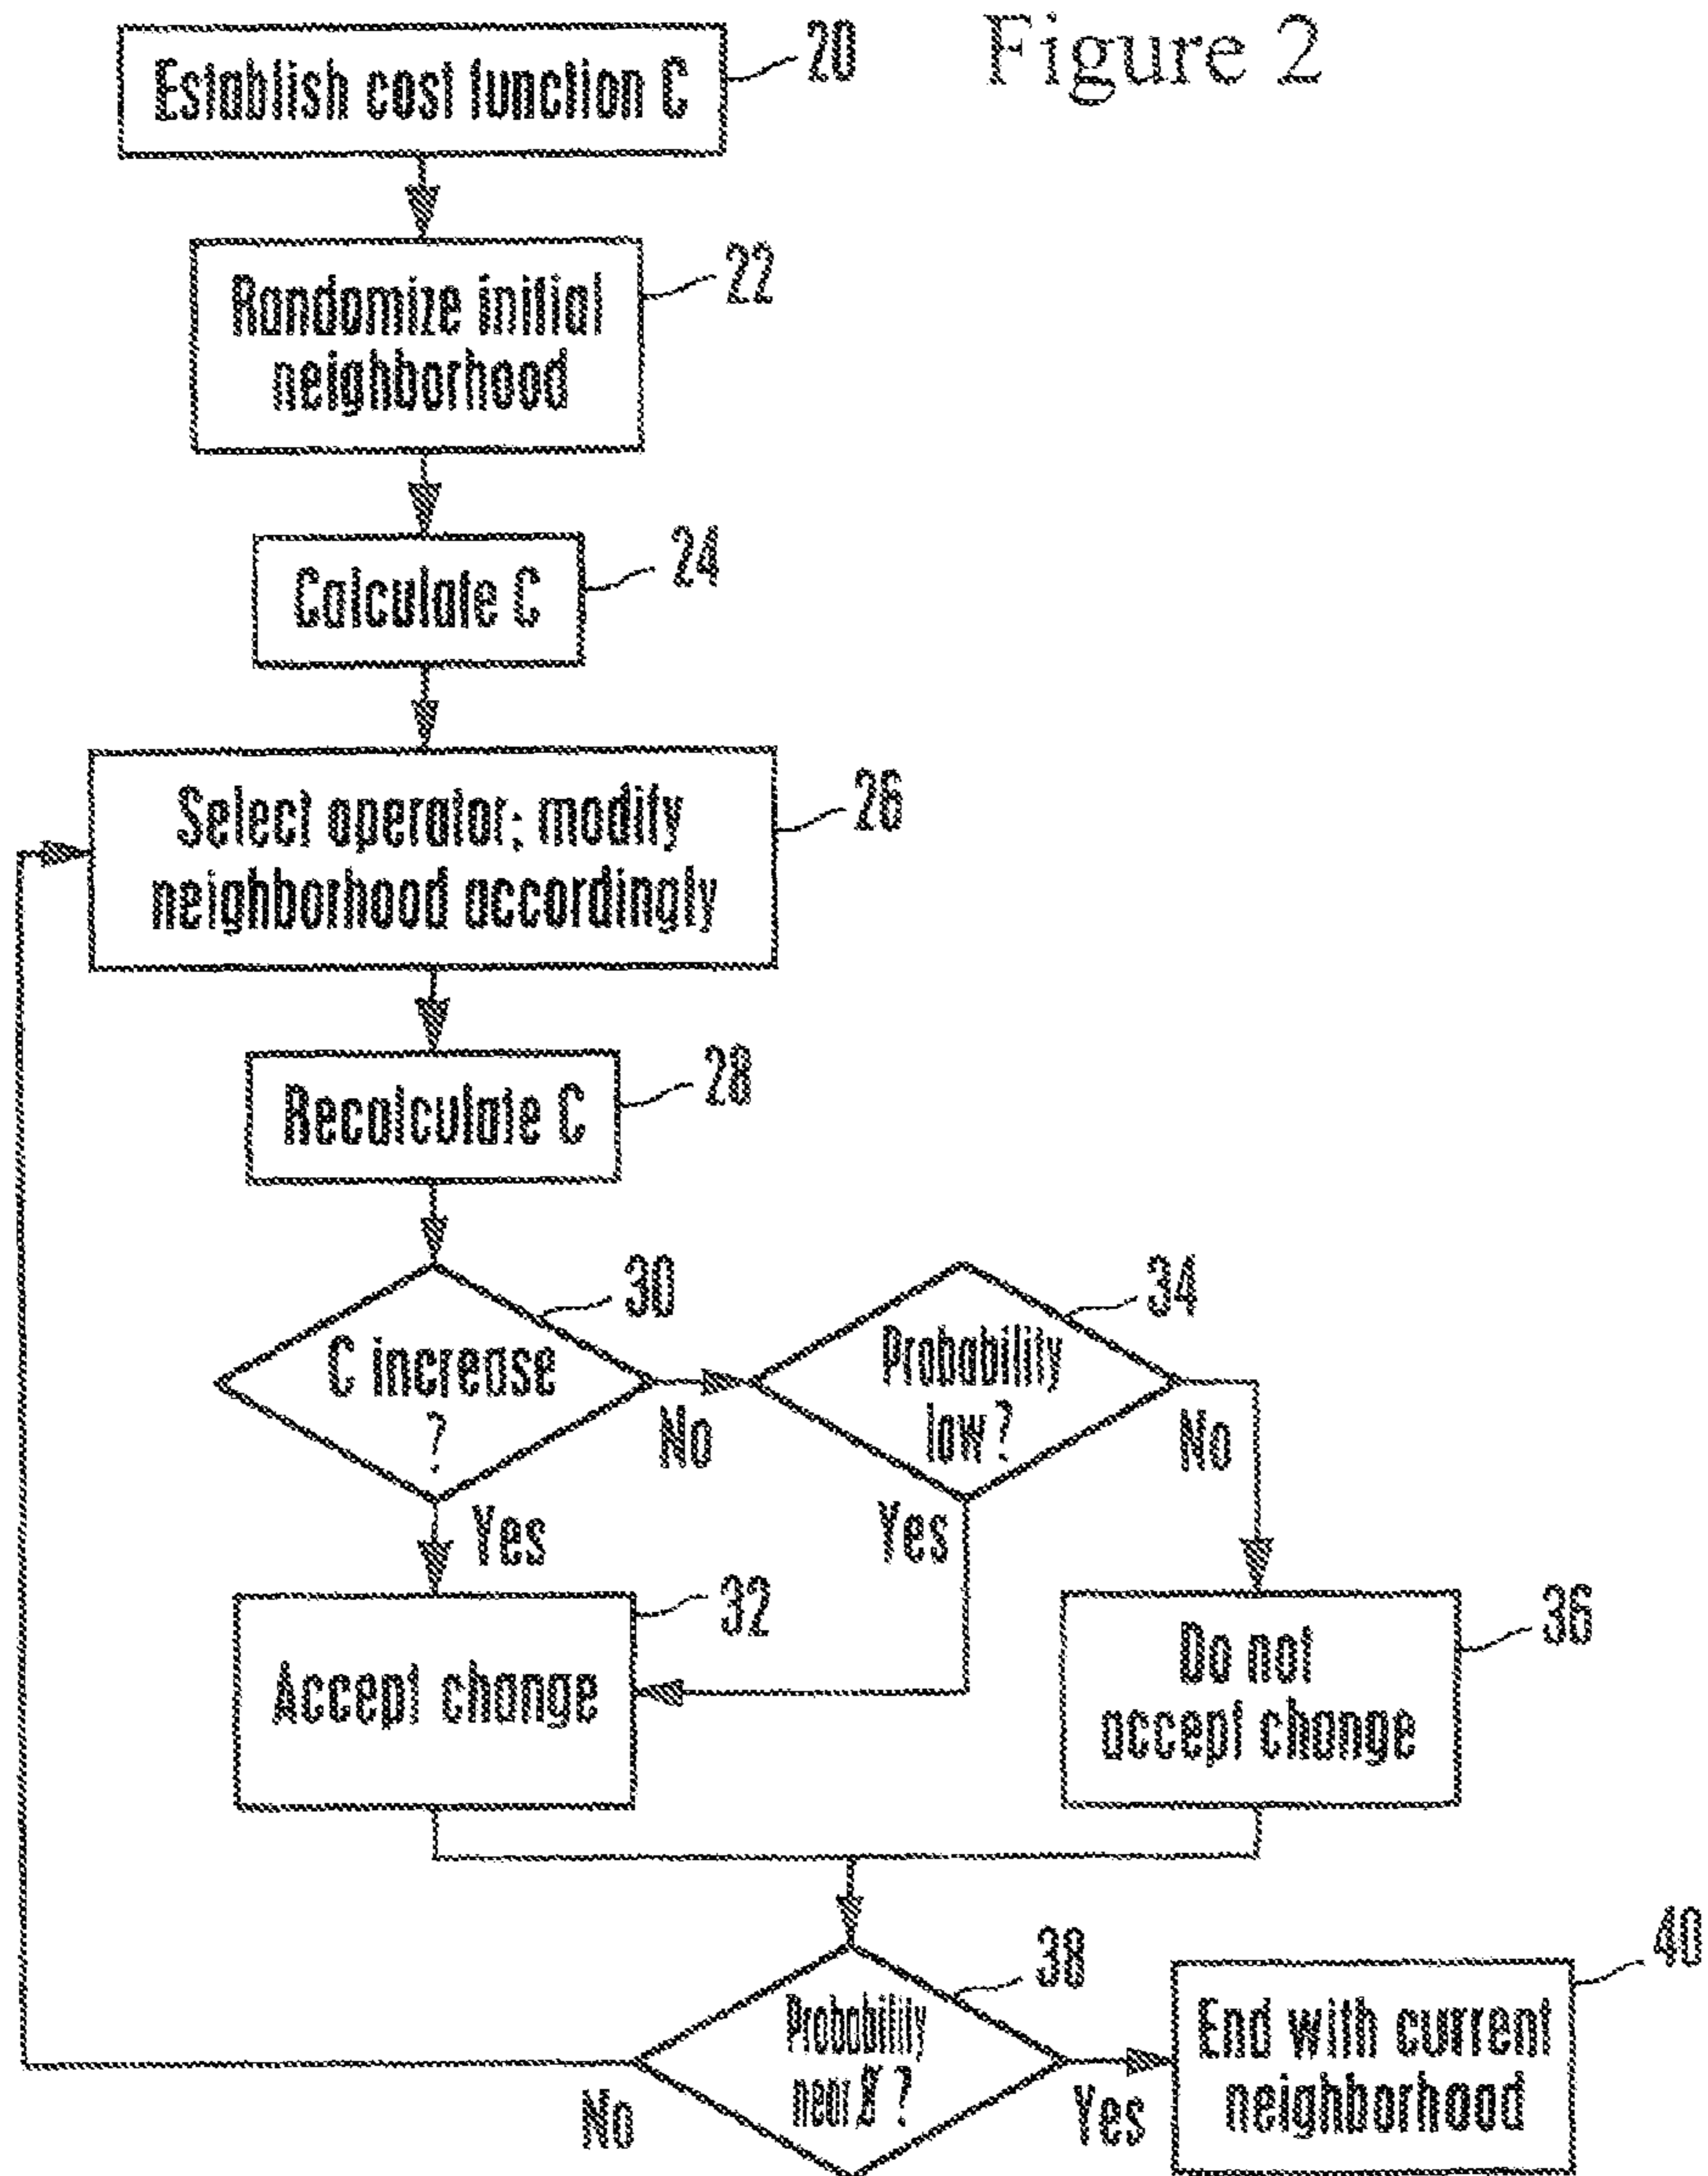 Figure 2
Establish cost function C
20
Randomize initial
neighborhood
22
Calculate C
24
Select operator; modify
neighborhood accordingly
26
Recalculate C
28
C increase
?
30
No
Yes
Probability
low?
34
No
Yes
Accept change
32
Do not
accept change
36
Probability
near ?
38
No
Yes
End with current
neighborhood
40